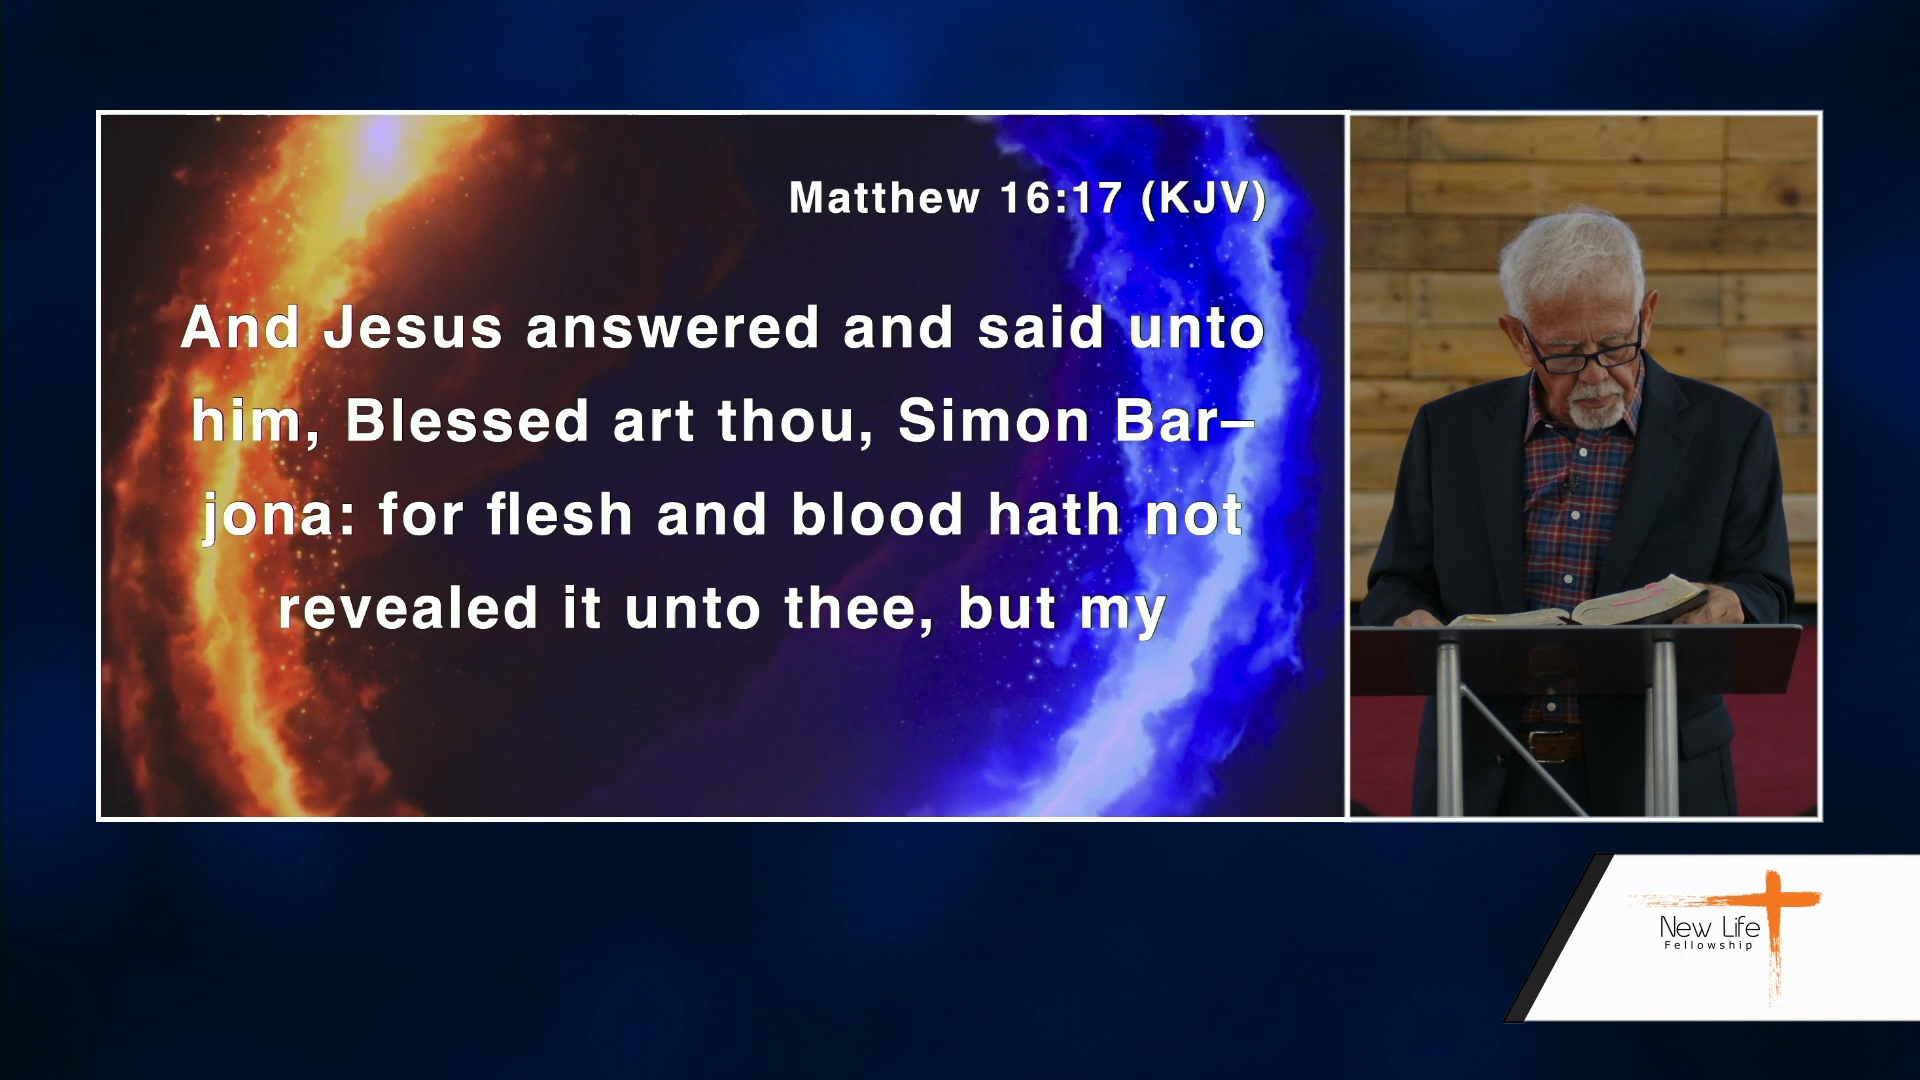 Matthew 16:17 (KJV)
And Jesus answered and said unto
him, Blessed art thou, Simon Bar–
jona: for flesh and blood hath not
revealed it unto thee, but my
New Life
Fellowship